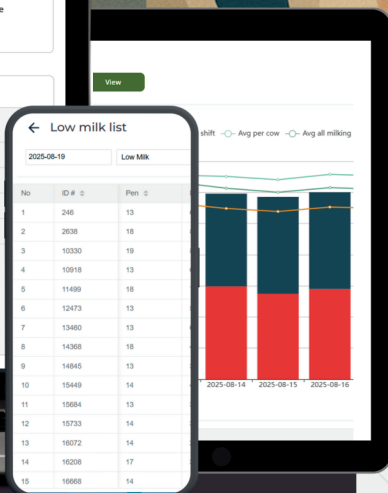 e
View
← Low milk list
2025-08-19 Low Milk
No ID # Pen
1 246 13
2 2636 18
3 10330 19
4 10918 13
5 11499 18
6 12473 13
7 13460 13
8 14368 18
9 14845 13
10 15449 14
11 15684 13
12 15733 14
13 16072 14
14 16206 17
15 16668 14
shift Avg per cow Avg all milking
2025-08-14 2025-08-15 2025-08-16